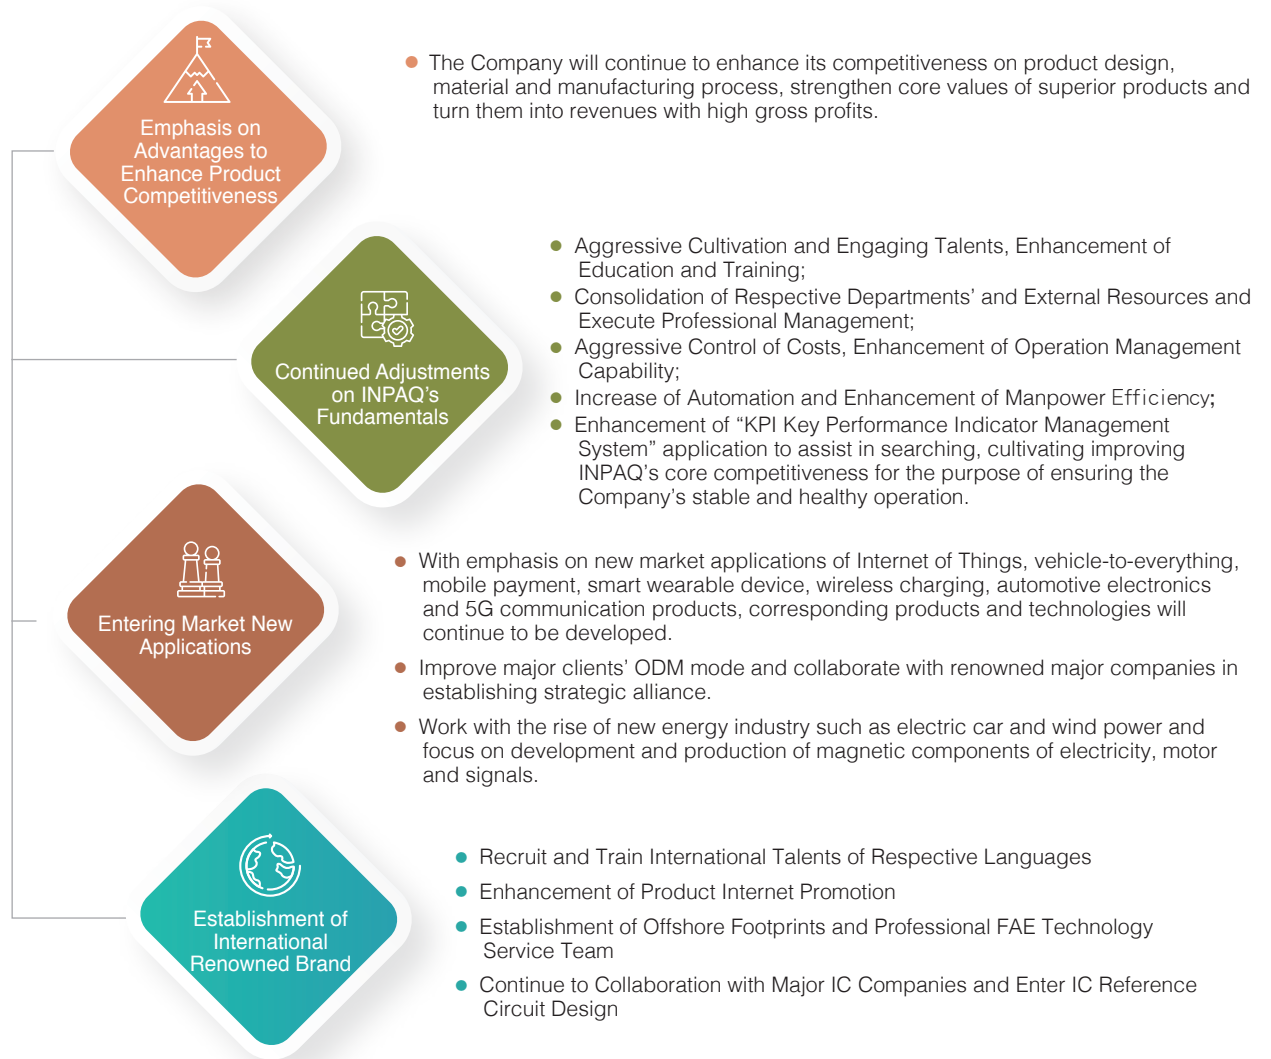 Emphasis on
Advantages to
Enhance Product
Competitiveness
● The Company will continue to enhance its competitiveness on product design,
material and manufacturing process, strengthen core values of superior products and
turn them into revenues with high gross profits.
Continued Adjustments
on INPAQ’s
Fundamentals
● Aggressive Cultivation and Engaging Talents, Enhancement of
Education and Training;
● Consolidation of Respective Departments’ and External Resources and
Execute Professional Management;
● Aggressive Control of Costs, Enhancement of Operation Management
Capability;
● Increase of Automation and Enhancement of Manpower Efficiency;
● Enhancement of “KPI Key Performance Indicator Management
System” application to assist in searching, cultivating improving
INPAQ’s core competitiveness for the purpose of ensuring the
Company’s stable and healthy operation.
Entering Market New
Applications
● With emphasis on new market applications of Internet of Things, vehicle-to-everything,
mobile payment, smart wearable device, wireless charging, automotive electronics
and 5G communication products, corresponding products and technologies will
continue to be developed.
● Improve major clients’ ODM mode and collaborate with renowned major companies in
establishing strategic alliance.
● Work with the rise of new energy industry such as electric car and wind power and
focus on development and production of magnetic components of electricity, motor
and signals.
Establishment of
International
Renowned Brand
● Recruit and Train International Talents of Respective Languages
● Enhancement of Product Internet Promotion
● Establishment of Offshore Footprints and Professional FAE Technology
Service Team
● Continue to Collaboration with Major IC Companies and Enter IC Reference
Circuit Design